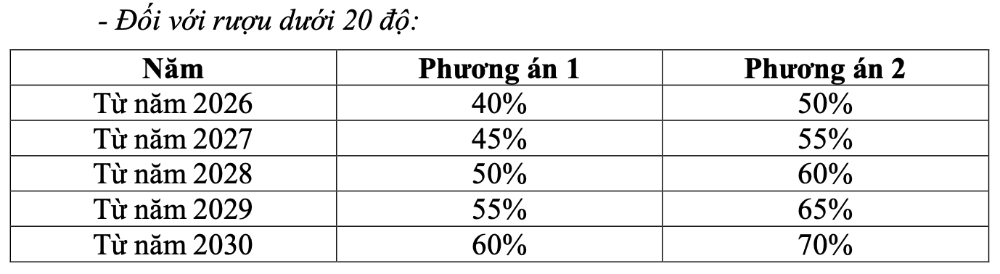 - Đối với rượu dưới 20 độ:
Năm Phương án 1 Phương án 2
Từ năm 2026 40% 50%
Từ năm 2027 45% 55%
Từ năm 2028 50% 60%
Từ năm 2029 55% 65%
Từ năm 2030 60% 70%